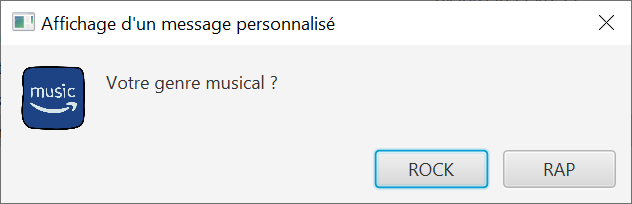 Affichage d'un message personnalisé
music
Votre genre musical ?
ROCK
RAP